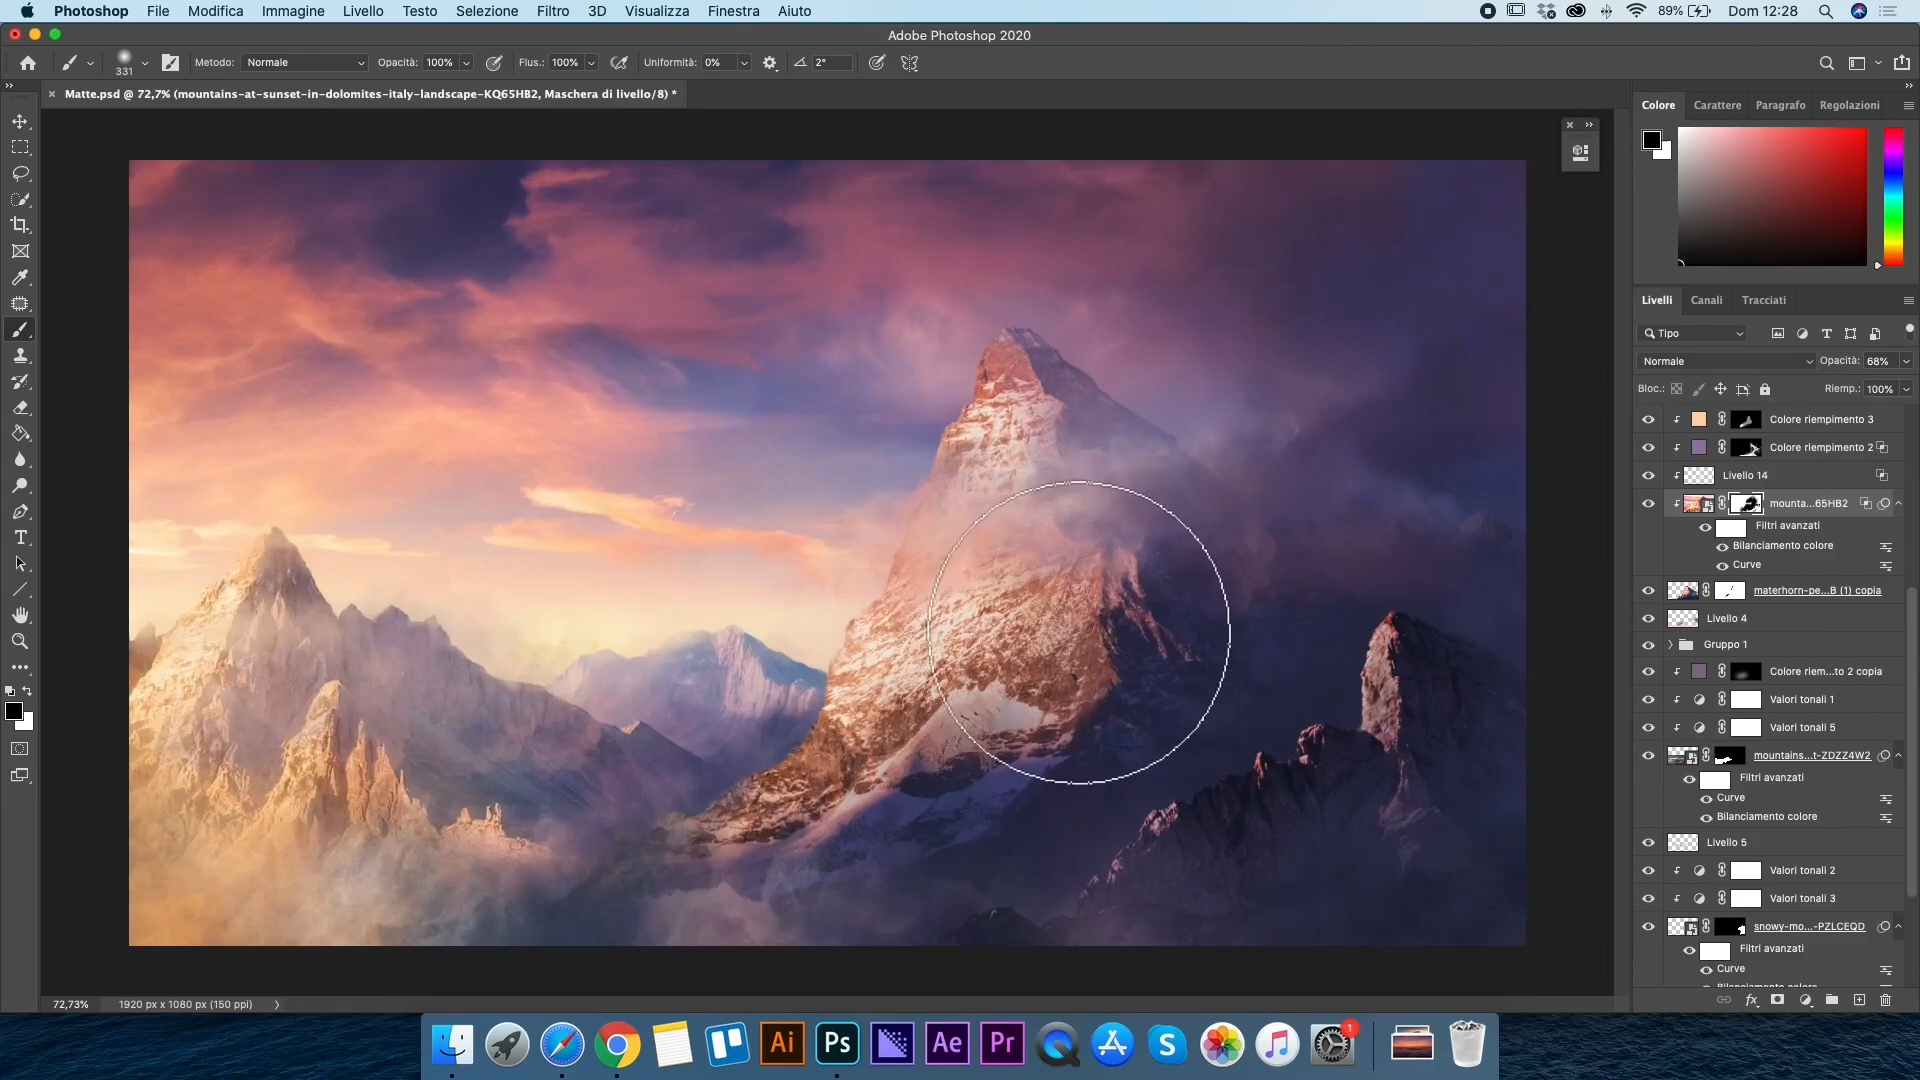 Photoshop File Modifica Immagine Livello Testo Selezione Filtro 3D Visualizza Finestra Aiuto 89% Dom 12:28
Adobe Photoshop 2020
331 Metodo: Normale Opacità: 100% Flus.: 100% Uniformità: 0% 2°
Matte.psd @ 72,7% (mountains-at-sunset-in-dolomites-italy-landscape-KQ65HB2, Maschera di livello/8) *
Colore Carattere Paragrafo Regolazioni
Livelli Canali Tracciati
Tipo
Normale Opacità: 68%
Bloc.: Riemp.: 100%
Colore riempimento 3
Colore riempimento 2
Livello 14
mounta...65HB2
Filtri avanzati
Bilanciamento colore
Curve
materhorn-pe...B (1) copia
Livello 4
Gruppo 1
Colore riem...to 2 copia
Valori tonali 1
Valori tonali 5
mountains...t-ZDZZ4W2
Filtri avanzati
Curve
Bilanciamento colore
Livello 5
Valori tonali 2
Valori tonali 3
snowy-mo...-PZLCEQD
Filtri avanzati
Curve
Bilanciamento colore
fx
72,73% 1920 px x 1080 px (150 ppi)
Ai Ps Ae Pr 1